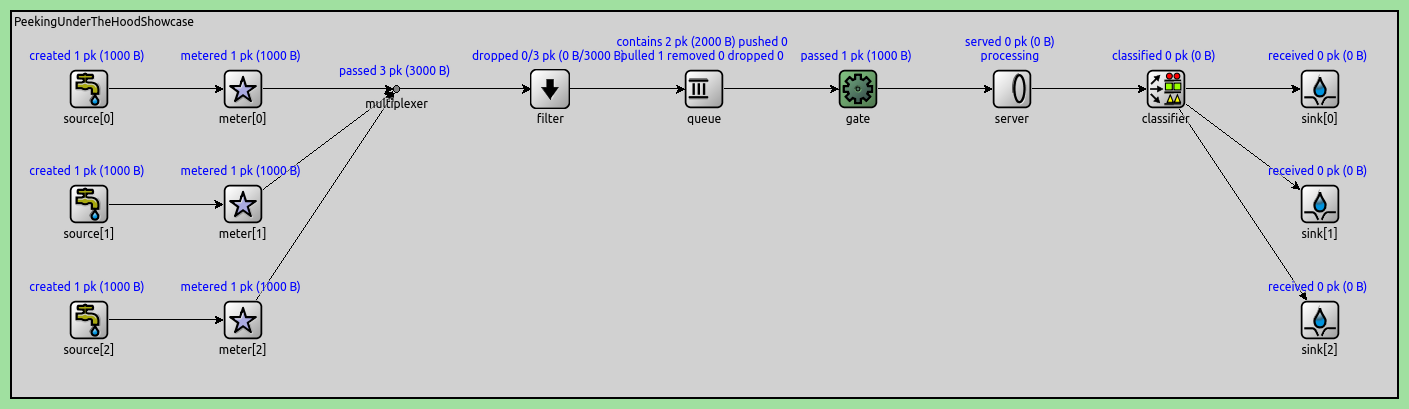 PeekingUnderTheHoodShowcase
created 1 pk (1000 B)
metered 1 pk (1000 B)
passed 3 pk (3000 B)
dropped 0/3 pk (0 B/3000 B)
contains 2 pk (2000 B) pushed 0
pulled 1 removed 0 dropped 0
passed 1 pk (1000 B)
served 0 pk (0 B)
processing
classified 0 pk (0 B)
received 0 pk (0 B)
source[0]
meter[0]
multiplexer
filter
queue
gate
server
classifier
sink[0]
created 1 pk (1000 B)
metered 1 pk (1000 B)
received 0 pk (0 B)
source[1]
meter[1]
sink[1]
created 1 pk (1000 B)
metered 1 pk (1000 B)
received 0 pk (0 B)
source[2]
meter[2]
sink[2]